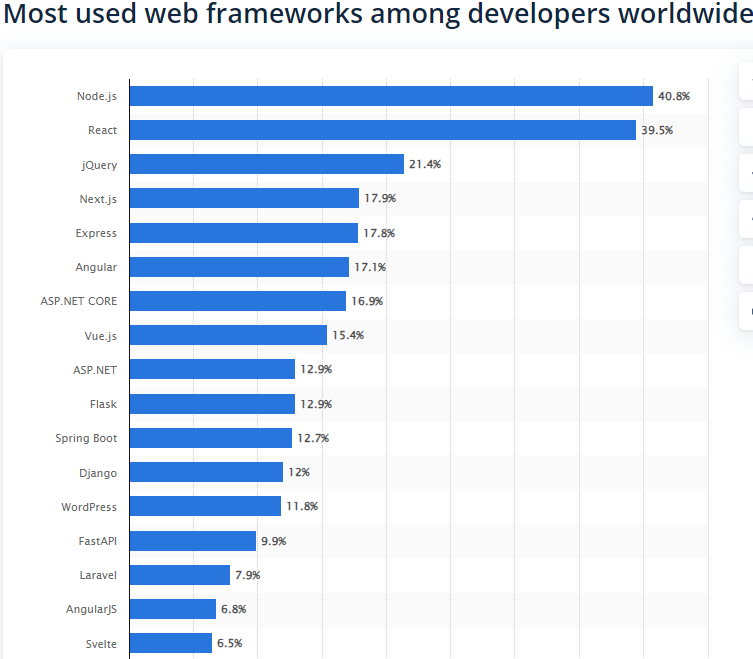 Most used web frameworks among developers worldwide
Node.js 40.8%
React 39.5%
jQuery 21.4%
Next.js 17.9%
Express 17.8%
Angular 17.1%
ASP.NET CORE 16.9%
Vue.js 15.4%
ASP.NET 12.9%
Flask 12.9%
Spring Boot 12.7%
Django 12%
WordPress 11.8%
FastAPI 9.9%
Laravel 7.9%
AngularJS 6.8%
Svelte 6.5%